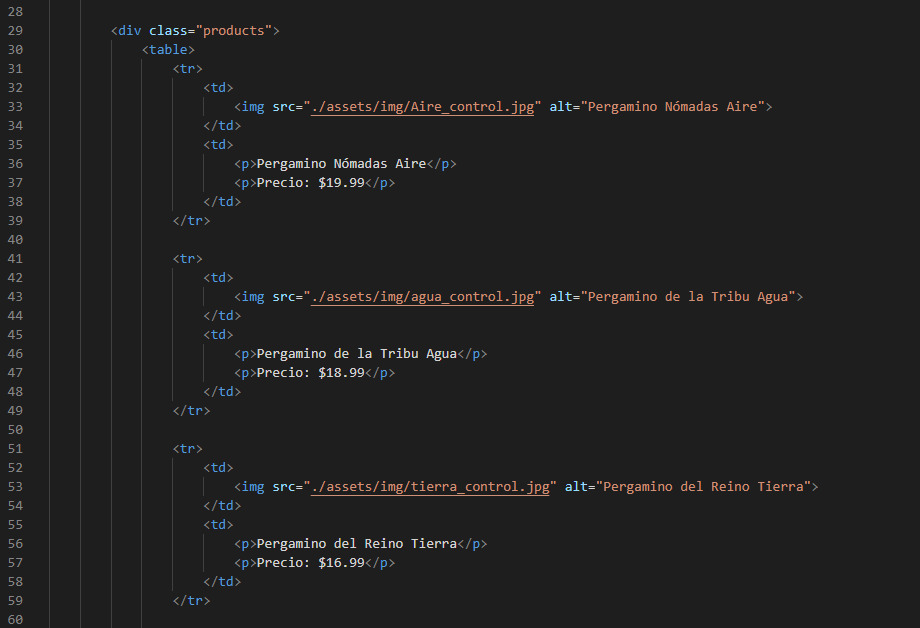 28
29 <div class="products">
30 <table>
31 <tr>
32 <td>
33 <img src="./assets/img/Aire_control.jpg" alt="Pergamino Nómadas Aire">
34 </td>
35 <td>
36 <p>Pergamino Nómadas Aire</p>
37 <p>Precio: $19.99</p>
38 </td>
39 </tr>
40
41 <tr>
42 <td>
43 <img src="./assets/img/agua_control.jpg" alt="Pergamino de la Tribu Agua">
44 </td>
45 <td>
46 <p>Pergamino de la Tribu Agua</p>
47 <p>Precio: $18.99</p>
48 </td>
49 </tr>
50
51 <tr>
52 <td>
53 <img src="./assets/img/tierra_control.jpg" alt="Pergamino del Reino Tierra">
54 </td>
55 <td>
56 <p>Pergamino del Reino Tierra</p>
57 <p>Precio: $16.99</p>
58 </td>
59 </tr>
60